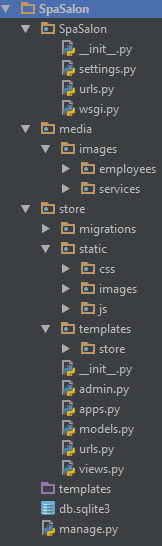 SpaSalon
SpaSalon
__init__.py
settings.py
urls.py
wsgi.py
media
images
employees
services
store
migrations
static
css
images
js
templates
store
__init__.py
admin.py
apps.py
models.py
urls.py
views.py
templates
db.sqlite3
manage.py